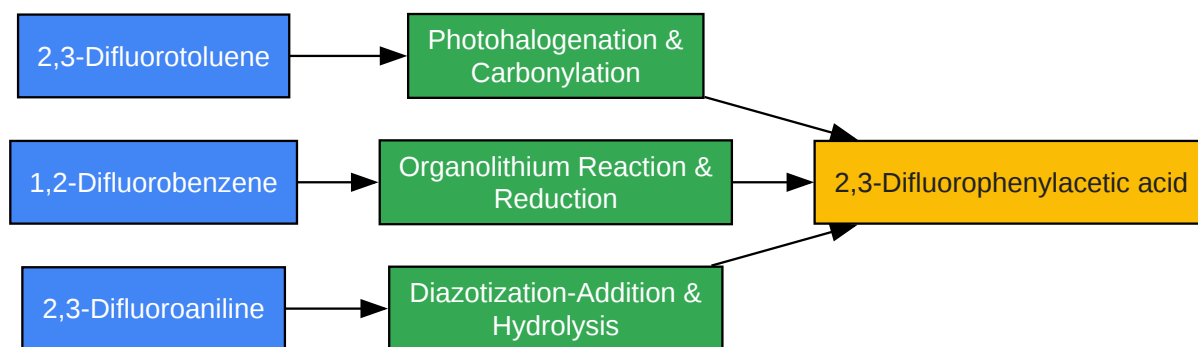 2,3-Difluorotoluene
Photohalogenation &
Carbonylation
1,2-Difluorobenzene
Organolithium Reaction &
Reduction
2,3-Difluorophenylacetic acid
2,3-Difluoroaniline
Diazotization-Addition &
Hydrolysis